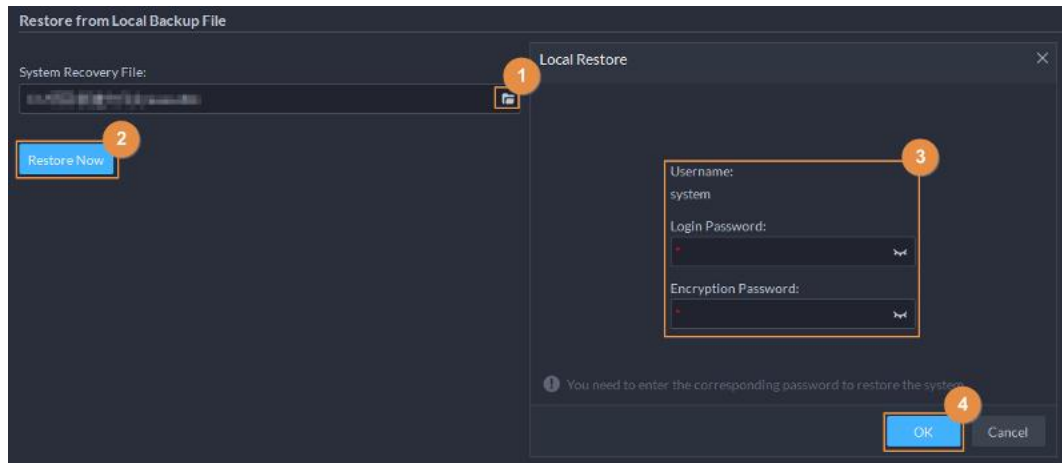 Restore from Local Backup File
System Recovery File:
1
2
Restore Now
Local Restore
3
Username:
system
Login Password:
*
Encryption Password:
*
You need to enter the corresponding password to restore the system.
4
OK
Cancel